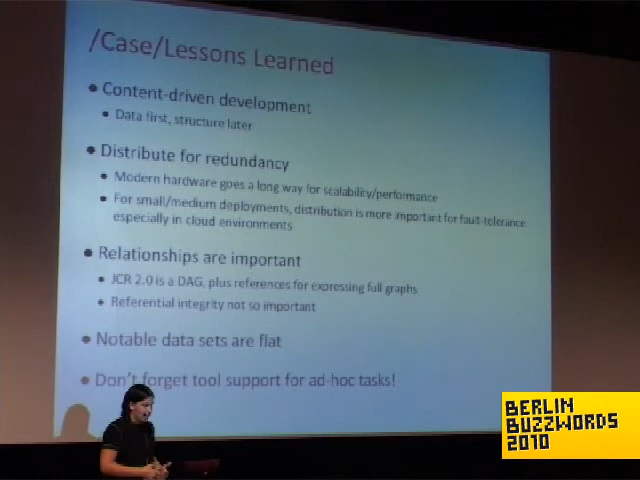 /Case/Lessons Learned
• Content-driven development
• Data first, structure later
• Distribute for redundancy
• Modern hardware goes a long way for scalability/performance
• For small/medium deployments, distribution is more important for fault-tolerance
especially in cloud environments
• Relationships are important
• JCR 2.0 is a DAG, plus references for expressing full graphs
• Referential integrity not so important
• Notable data sets are flat
• Don't forget tool support for ad-hoc tasks!
BERLIN
BUZZWORDS
2010